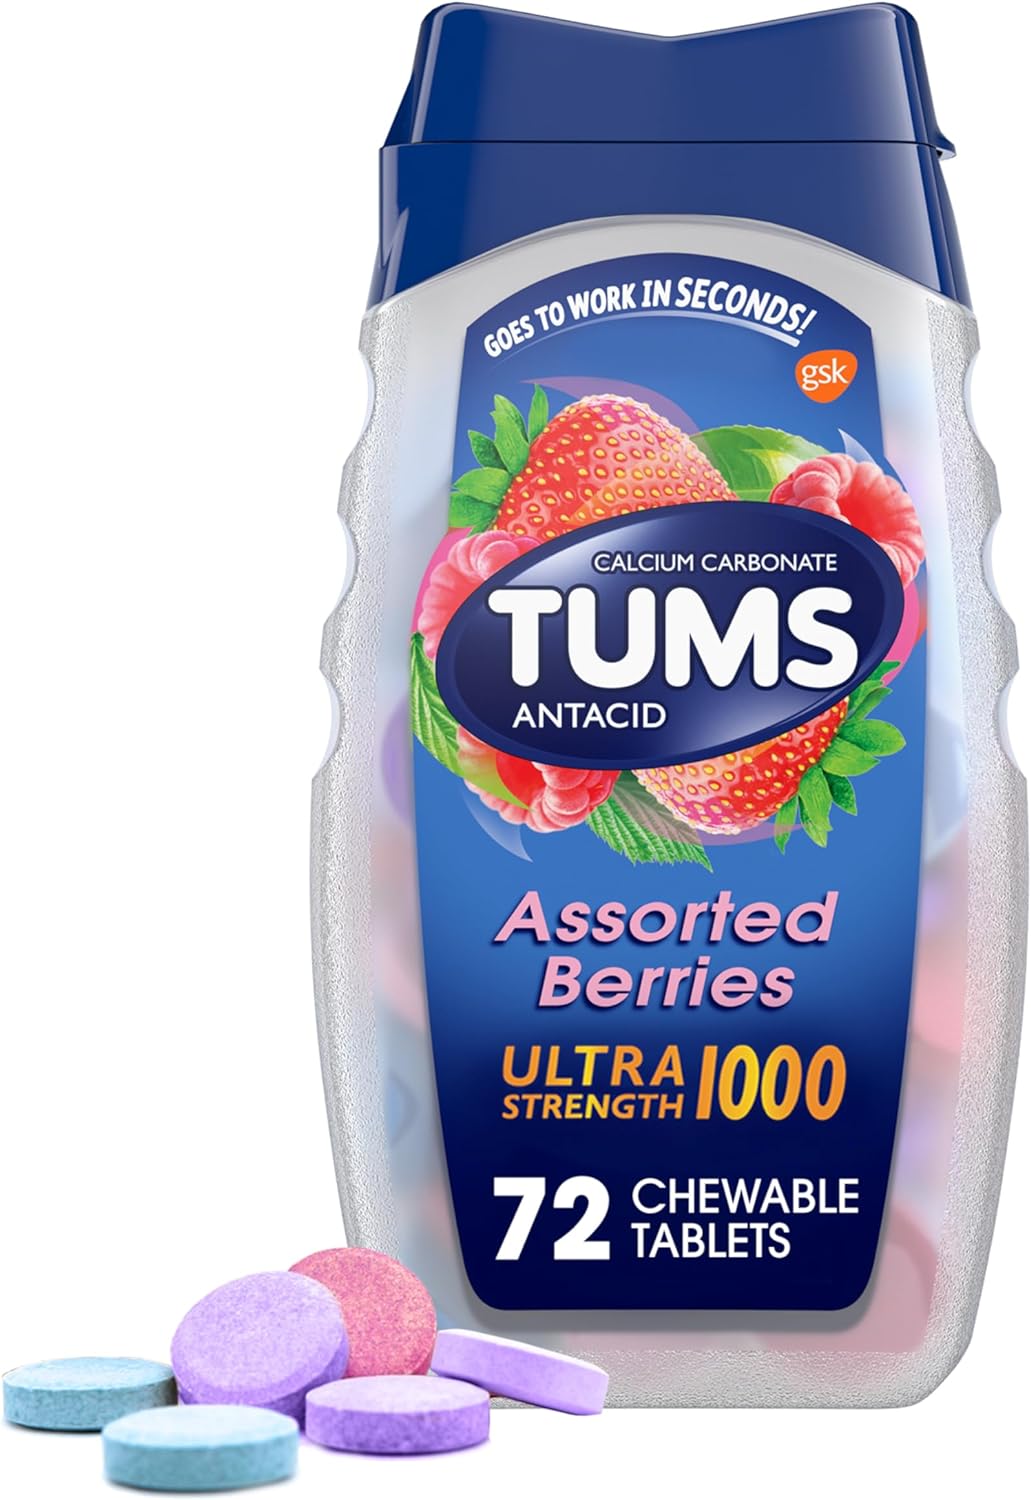 GOES TO WORK IN SECONDS!
gsk
CALCIUM CARBONATE
TUMS
ANTACID
Assorted
Berries
ULTRA
STRENGTH 1000
72 CHEWABLE
TABLETS